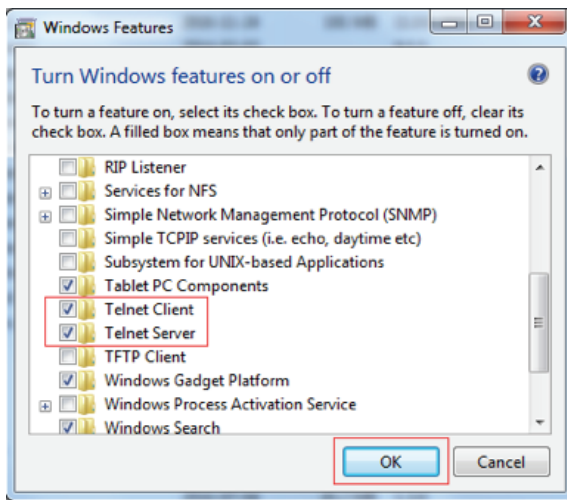 Windows Features
Turn Windows features on or off
To turn a feature on, select its check box. To turn a feature off, clear its
check box. A filled box means that only part of the feature is turned on.
RIP Listener
Services for NFS
Simple Network Management Protocol (SNMP)
Simple TCPIP services (i.e. echo, daytime etc)
Subsystem for UNIX-based Applications
Tablet PC Components
Telnet Client
Telnet Server
TFTP Client
Windows Gadget Platform
Windows Process Activation Service
Windows Search
OK
Cancel